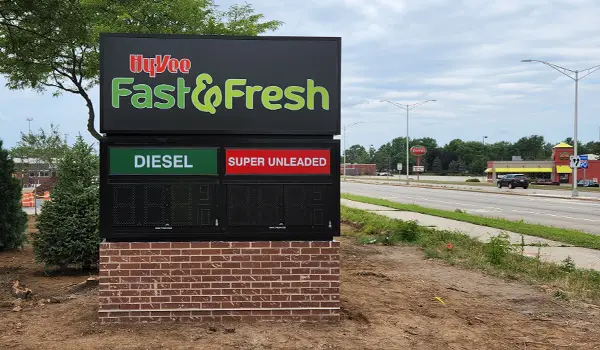 HyVee
Fast & Fresh
DIESEL
SUPER UNLEADED